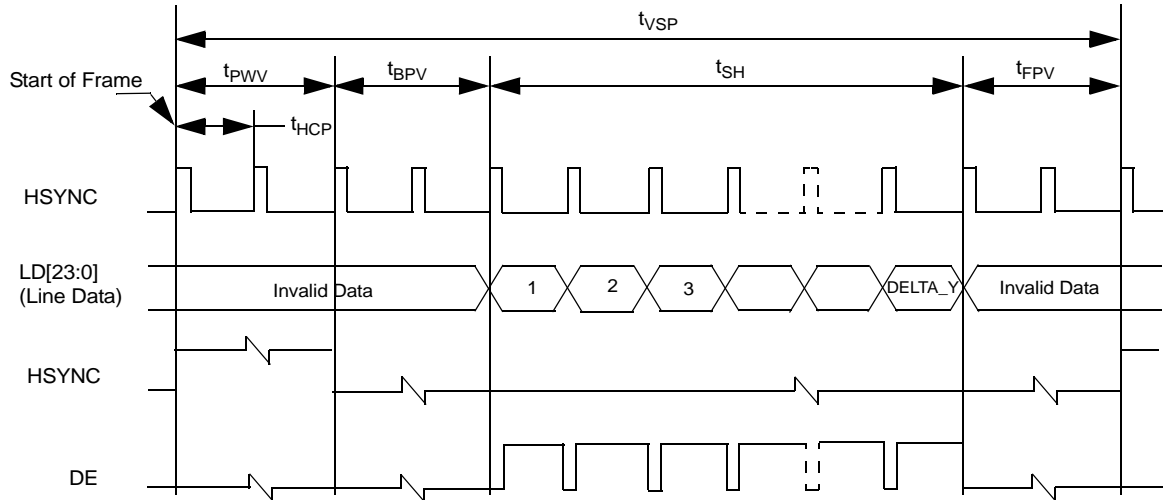 tVSP
Start of Frame
tPWV
tBPV
tSH
tFPV
tHCP
HSYNC
LD[23:0]
(Line Data)
Invalid Data
1
2
3
DELTA_Y
Invalid Data
HSYNC
DE